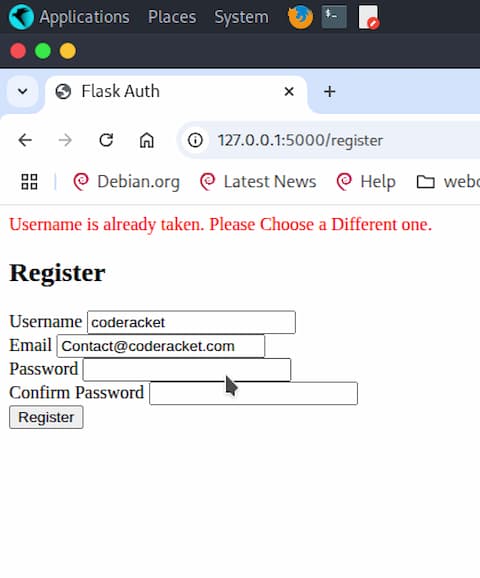 Applications Places System
Flask Auth
127.0.0.1:5000/register
Debian.org Latest News Help
Username is already taken. Please Choose a Different one.
Register
Username coderacket
Email Contact@coderacket.com
Password
Confirm Password
Register